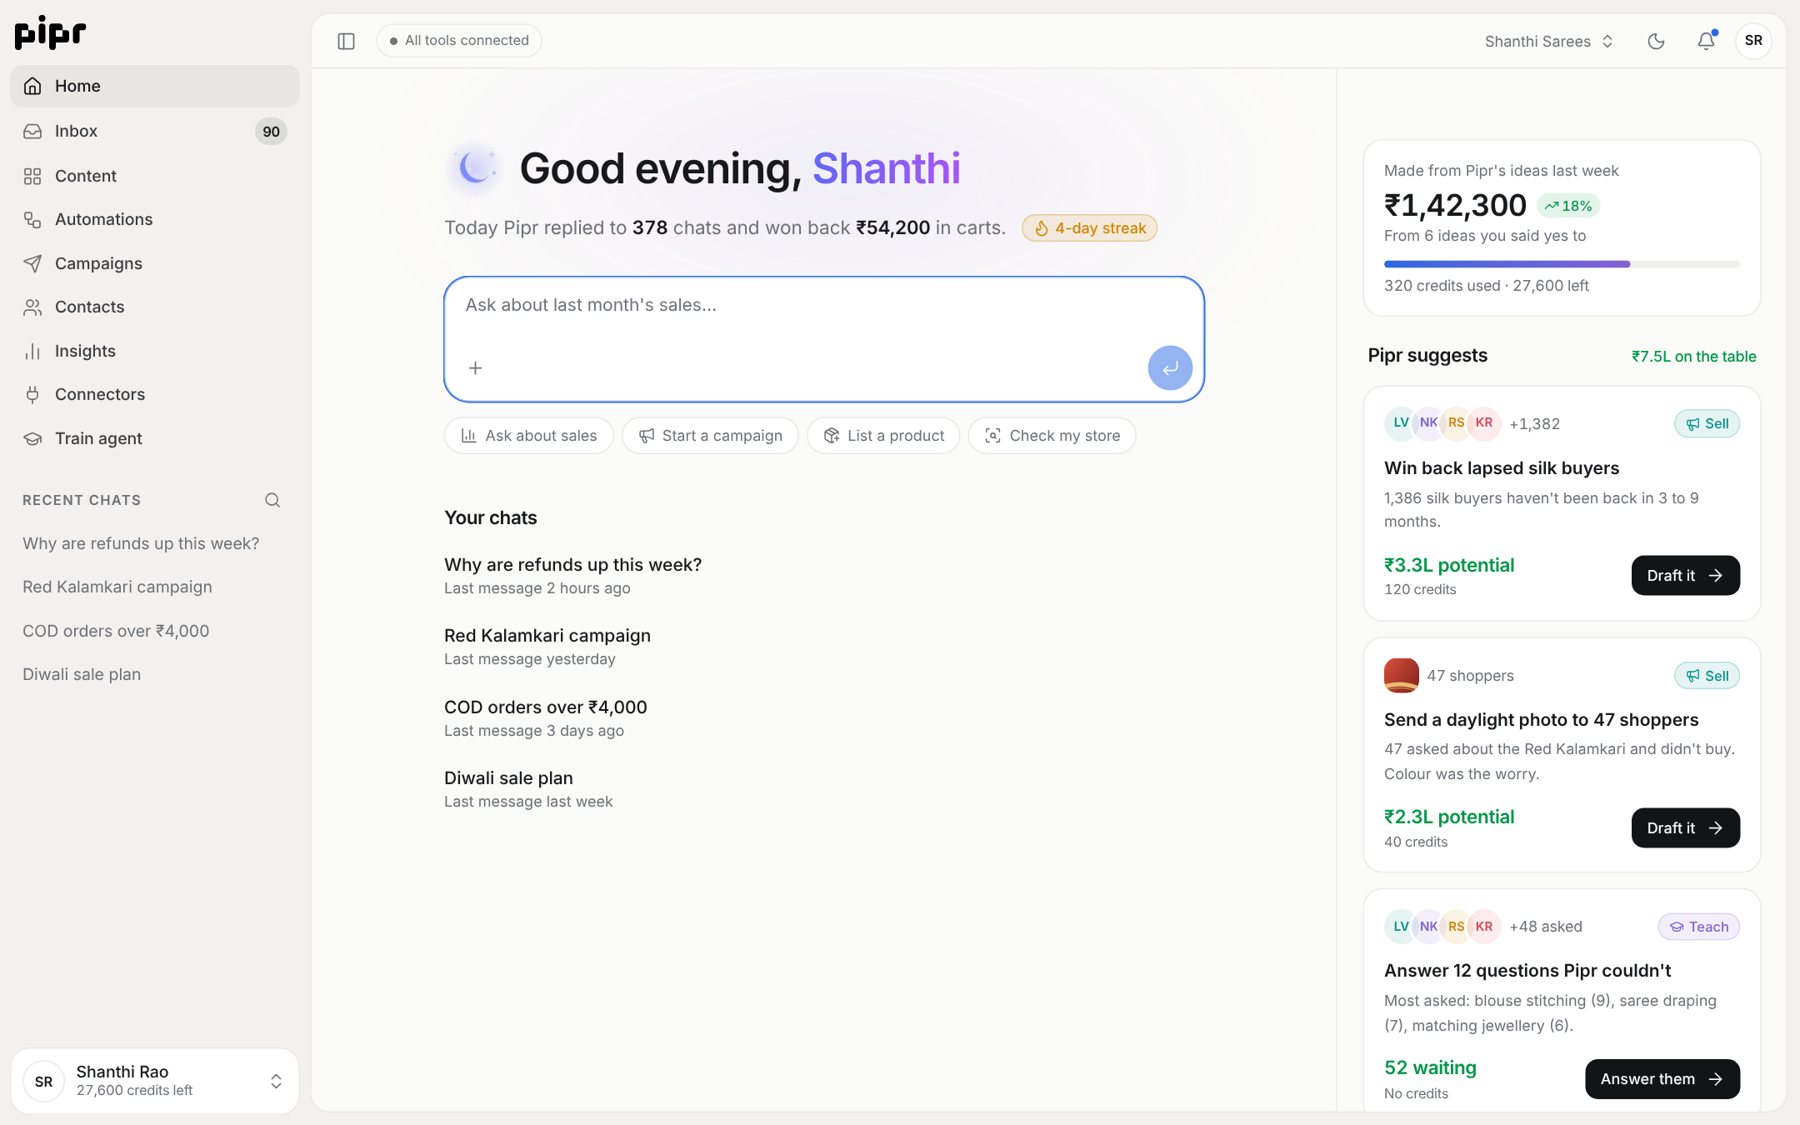 pipr
Home
Inbox 90
Content
Automations
Campaigns
Contacts
Insights
Connectors
Train agent
RECENT CHATS
Why are refunds up this week?
Red Kalamkari campaign
COD orders over ₹4,000
Diwali sale plan
SR
Shanthi Rao
27,600 credits left
All tools connected
Shanthi Sarees
SR
Good evening, Shanthi
Today Pipr replied to 378 chats and won back ₹54,200 in carts. 4-day streak
Ask about last month's sales...
Ask about sales
Start a campaign
List a product
Check my store
Your chats
Why are refunds up this week?
Last message 2 hours ago
Red Kalamkari campaign
Last message yesterday
COD orders over ₹4,000
Last message 3 days ago
Diwali sale plan
Last message last week
Made from Pipr's ideas last week
₹1,42,300 18%
From 6 ideas you said yes to
320 credits used · 27,600 left
Pipr suggests ₹7.5L on the table
LV NK RS KR +1,382 Sell
Win back lapsed silk buyers
1,386 silk buyers haven't been back in 3 to 9
months.
₹3.3L potential
120 credits
Draft it
47 shoppers Sell
Send a daylight photo to 47 shoppers
47 asked about the Red Kalamkari and didn't buy.
Colour was the worry.
₹2.3L potential
40 credits
Draft it
LV NK RS KR +48 asked Teach
Answer 12 questions Pipr couldn't
Most asked: blouse stitching (9), saree draping
(7), matching jewellery (6).
52 waiting
No credits
Answer them